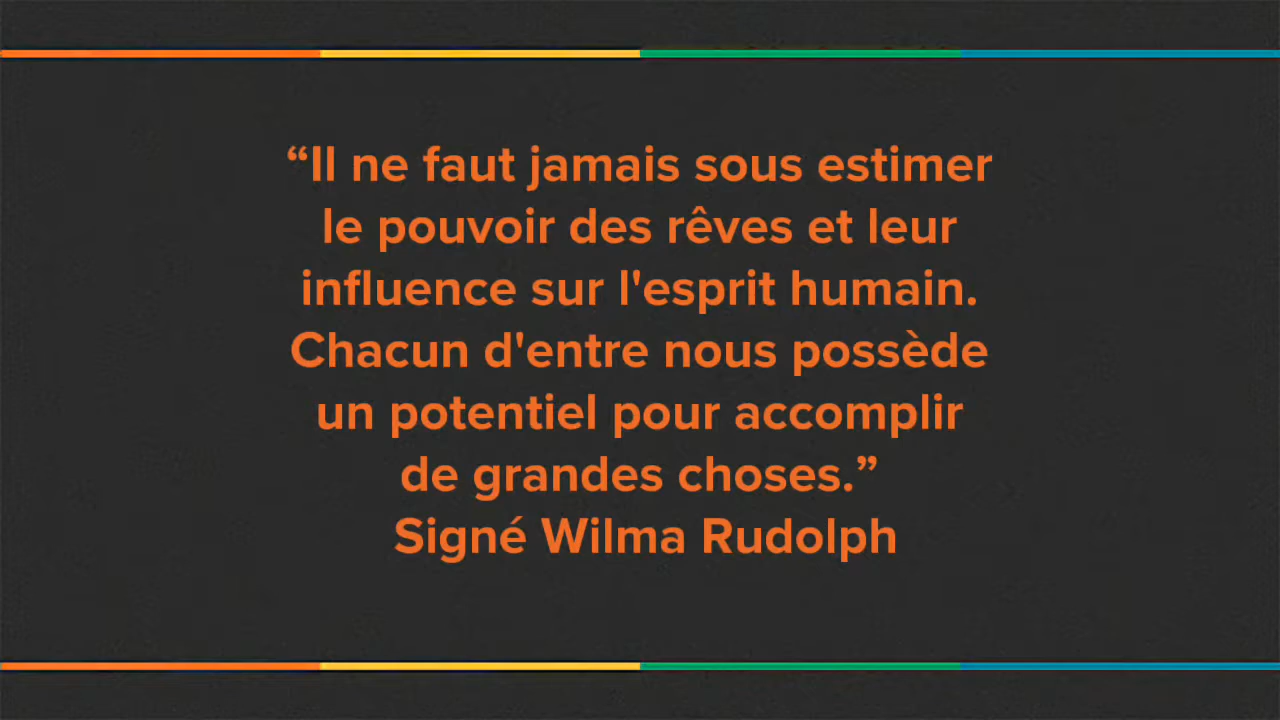 “Il ne faut jamais sous estimer
le pouvoir des rêves et leur
influence sur l'esprit humain.
Chacun d'entre nous possède
un potentiel pour accomplir
de grandes choses.”
Signé Wilma Rudolph